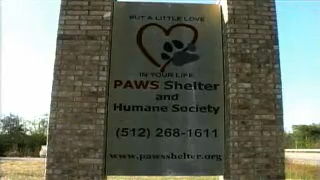 PUT A LITTLE LOVE
IN YOUR LIFE
PAWS Shelter
and
Humane Society
(512) 268-1611
www.pawsshelter.org